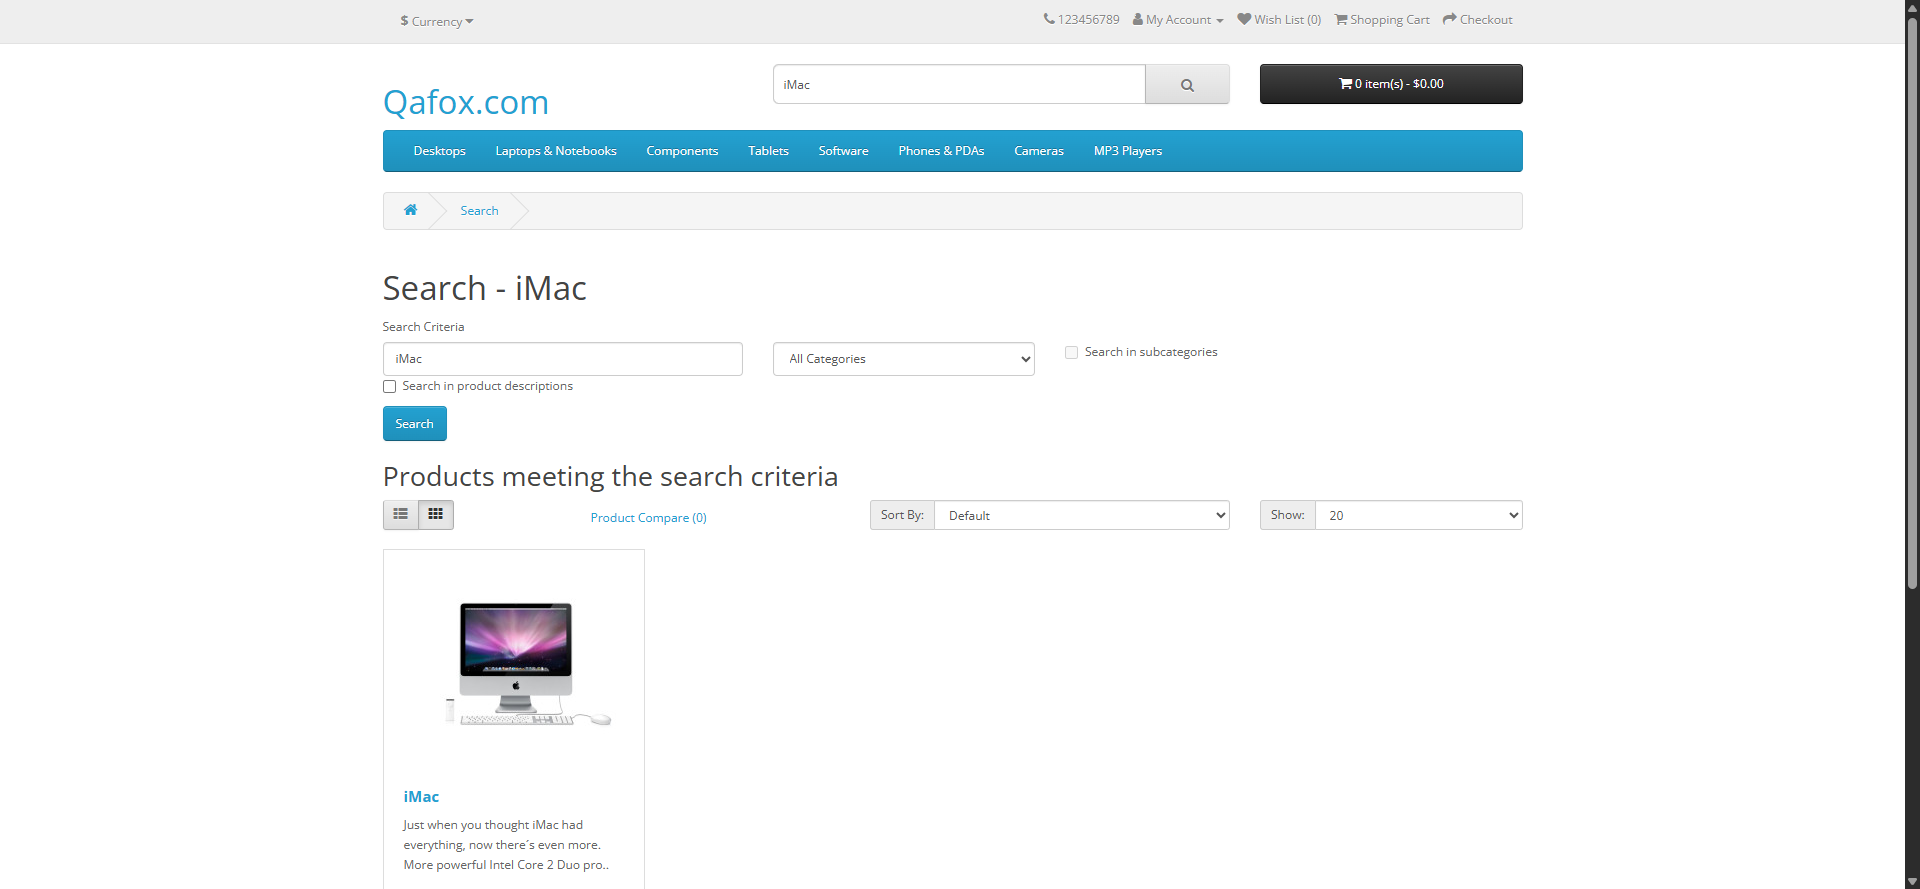 $ Currency
123456789 My Account Wish List (0) Shopping Cart Checkout
Qafox.com
iMac
0 item(s) - $0.00
Desktops Laptops & Notebooks Components Tablets Software Phones & PDAs Cameras MP3 Players
Search
Search - iMac
Search Criteria
iMac
All Categories
Search in subcategories
Search in product descriptions
Search
Products meeting the search criteria
Product Compare (0)
Sort By: Default
Show: 20
iMac
Just when you thought iMac had
everything, now there´s even more.
More powerful Intel Core 2 Duo pro..